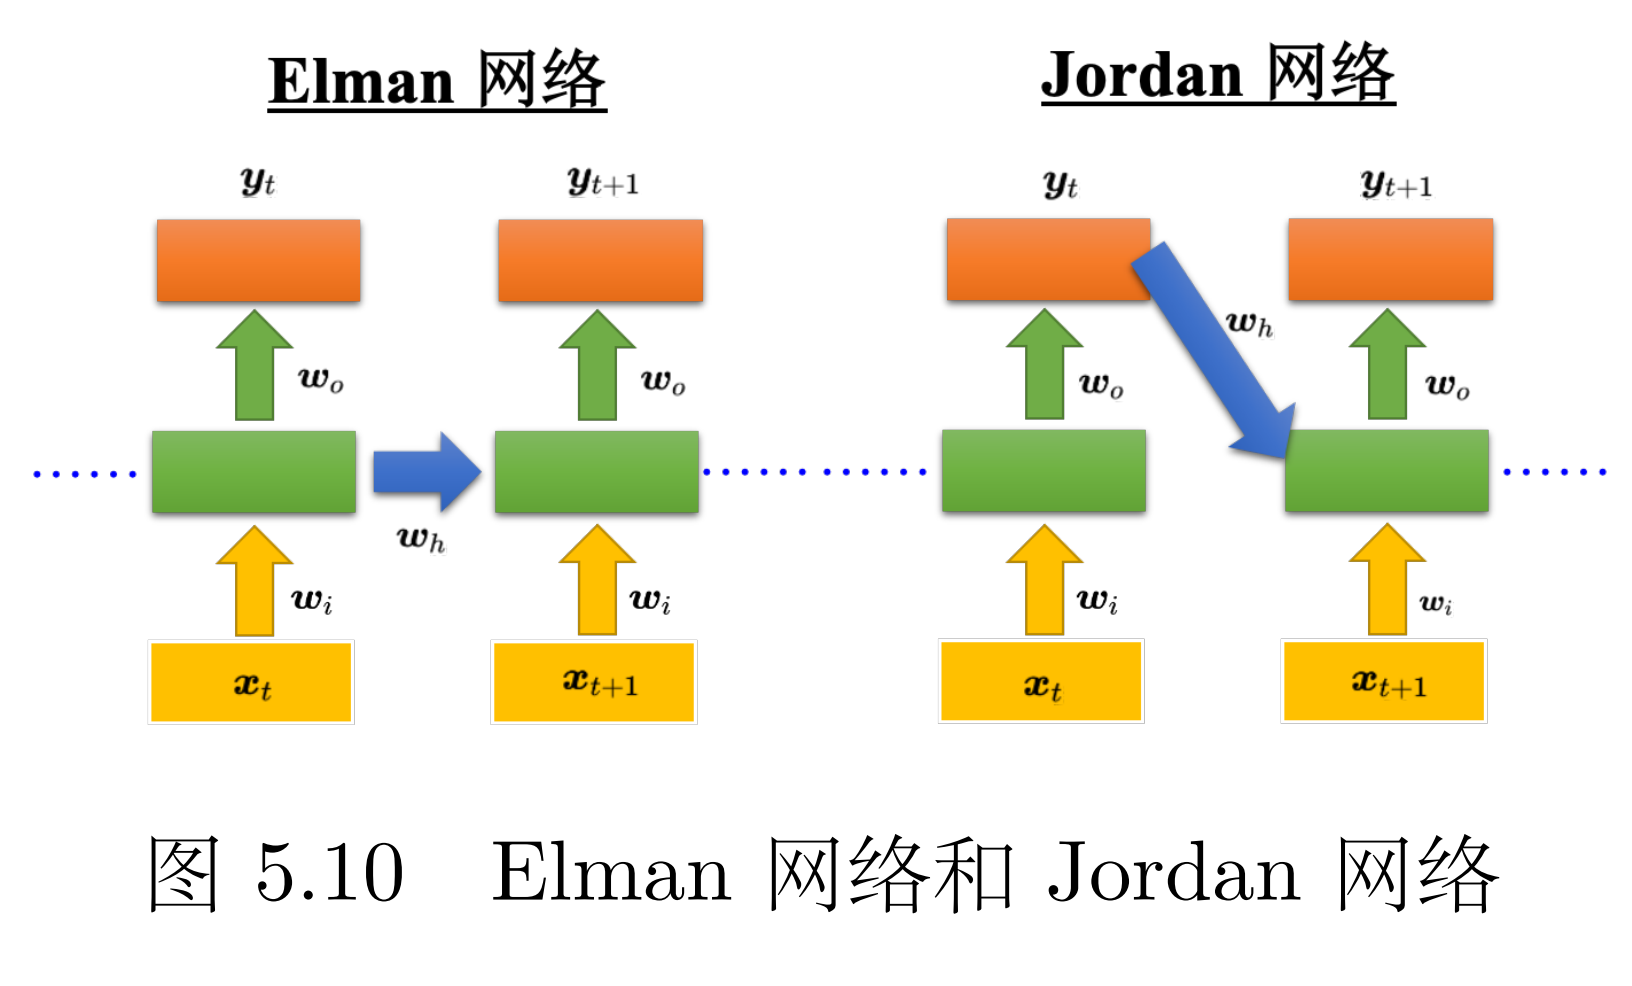 Elman 网络 Jordan 网络
y_t y_{t+1} y_t y_{t+1}
w_h
w_o w_o w_o w_o
w_h
w_i w_i w_i w_i
x_t x_{t+1} x_t x_{t+1}
图 5.10 Elman 网络和 Jordan 网络